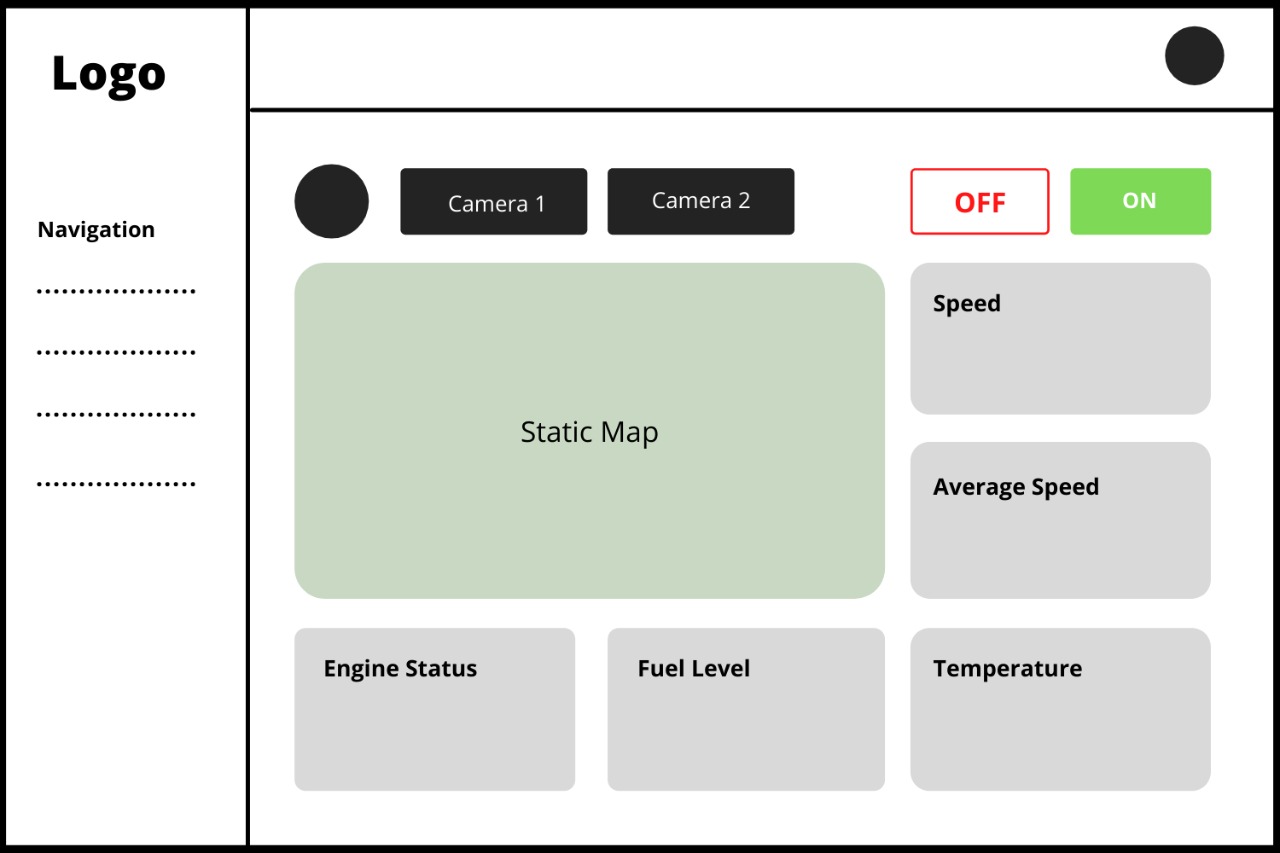 Logo
Navigation
Camera 1
Camera 2
OFF
ON
Static Map
Speed
Average Speed
Engine Status
Fuel Level
Temperature